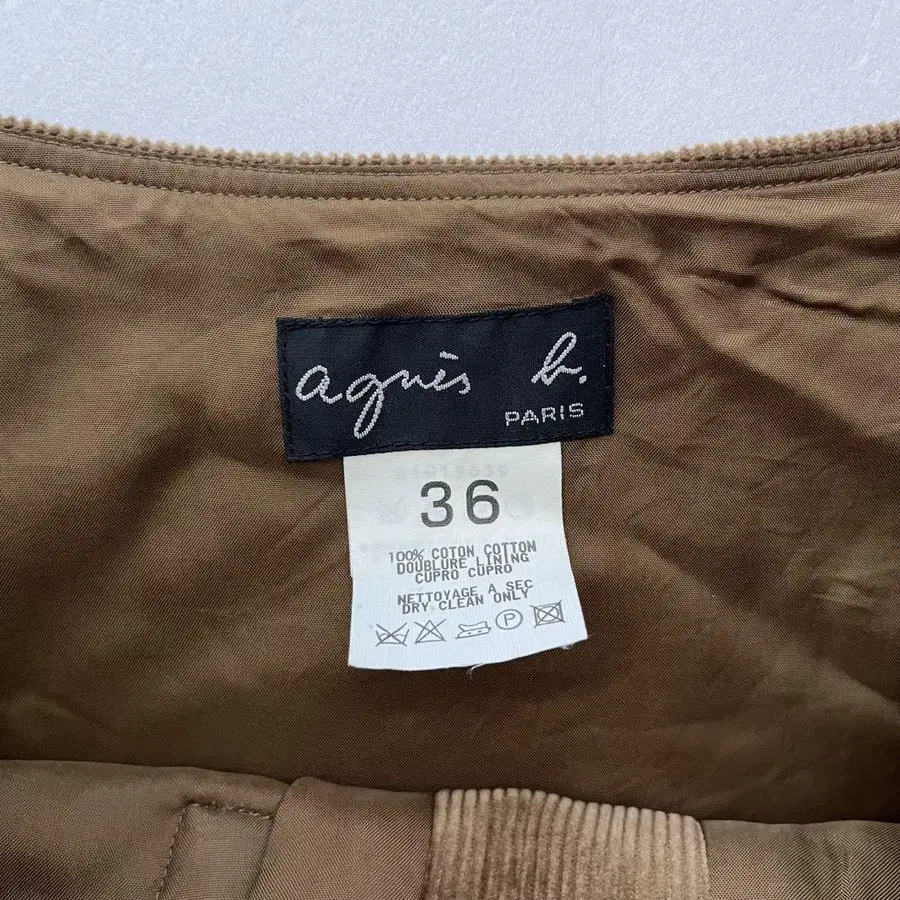 agnès b.
PARIS
36
100% COTON COTTON
DOUBLURE LINING
CUPRO CUPRO
NETTOYAGE A SEC
DRY CLEAN ONLY
P